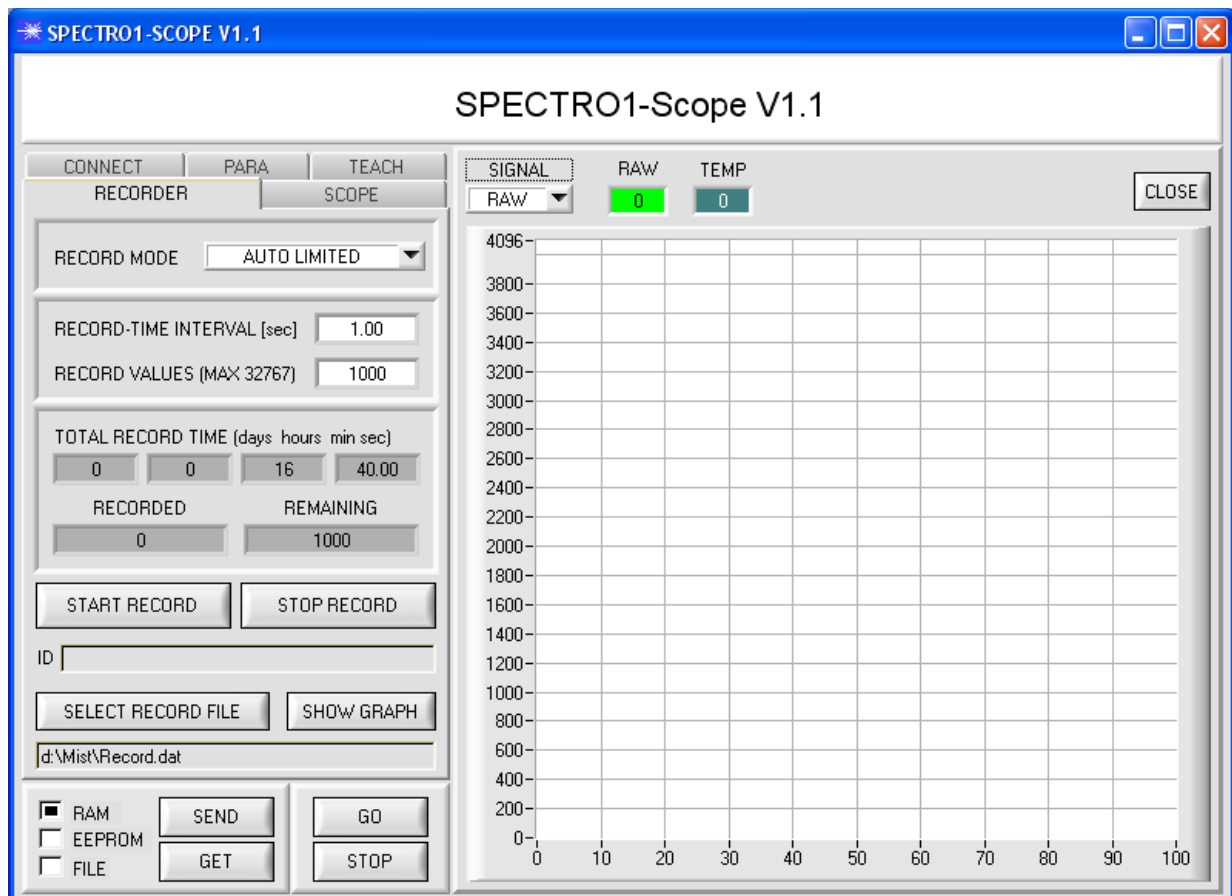 SPECTRO1-SCOPE V1.1
SPECTRO1-Scope V1.1
CONNECT PARA TEACH
RECORDER SCOPE
RECORD MODE AUTO LIMITED
RECORD-TIME INTERVAL [sec] 1.00
RECORD VALUES (MAX 32767) 1000
TOTAL RECORD TIME (days hours min sec)
0 0 16 40.00
RECORDED REMAINING
0 1000
START RECORD STOP RECORD
ID
SELECT RECORD FILE SHOW GRAPH
d:\Mist\Record.dat
RAM SEND GO
EEPROM
FILE GET STOP
SIGNAL RAW TEMP
RAW 0 0 CLOSE
4096
3800
3600
3400
3200
3000
2800
2600
2400
2200
2000
1800
1600
1400
1200
1000
800
600
400
200
0
0 10 20 30 40 50 60 70 80 90 100